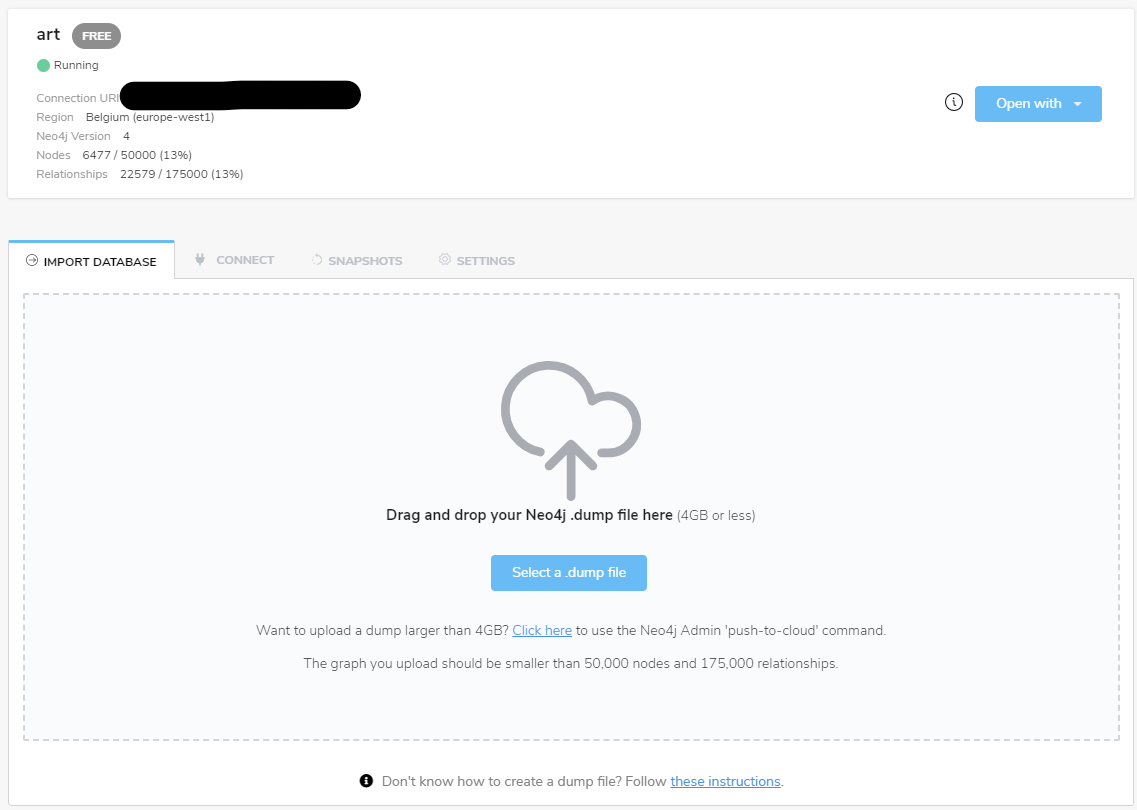 art FREE
Running
Connection URI
Region Belgium (europe-west1)
Neo4j Version 4
Nodes 6477 / 50000 (13%)
Relationships 22579 / 175000 (13%)
Open with
IMPORT DATABASE CONNECT SNAPSHOTS SETTINGS
Drag and drop your Neo4j .dump file here (4GB or less)
Select a .dump file
Want to upload a dump larger than 4GB? Click here to use the Neo4j Admin 'push-to-cloud' command.
The graph you upload should be smaller than 50,000 nodes and 175,000 relationships.
Don't know how to create a dump file? Follow these instructions.